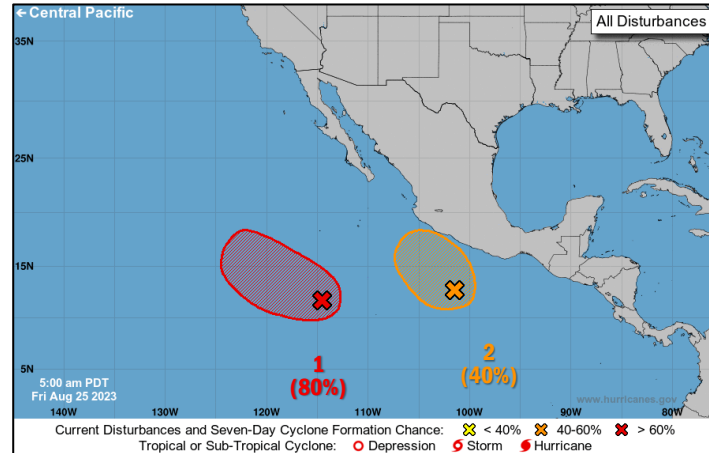 ← Central Pacific
All Disturbances
35N
25N
15N
5N
1
(80%)
2
(40%)
5:00 am PDT
Fri Aug 25 2023
www.hurricanes.gov
140W 130W 120W 110W 100W 90W 80W
Current Disturbances and Seven-Day Cyclone Formation Chance: < 40% 40-60% > 60%
Tropical or Sub-Tropical Cyclone: Depression Storm Hurricane